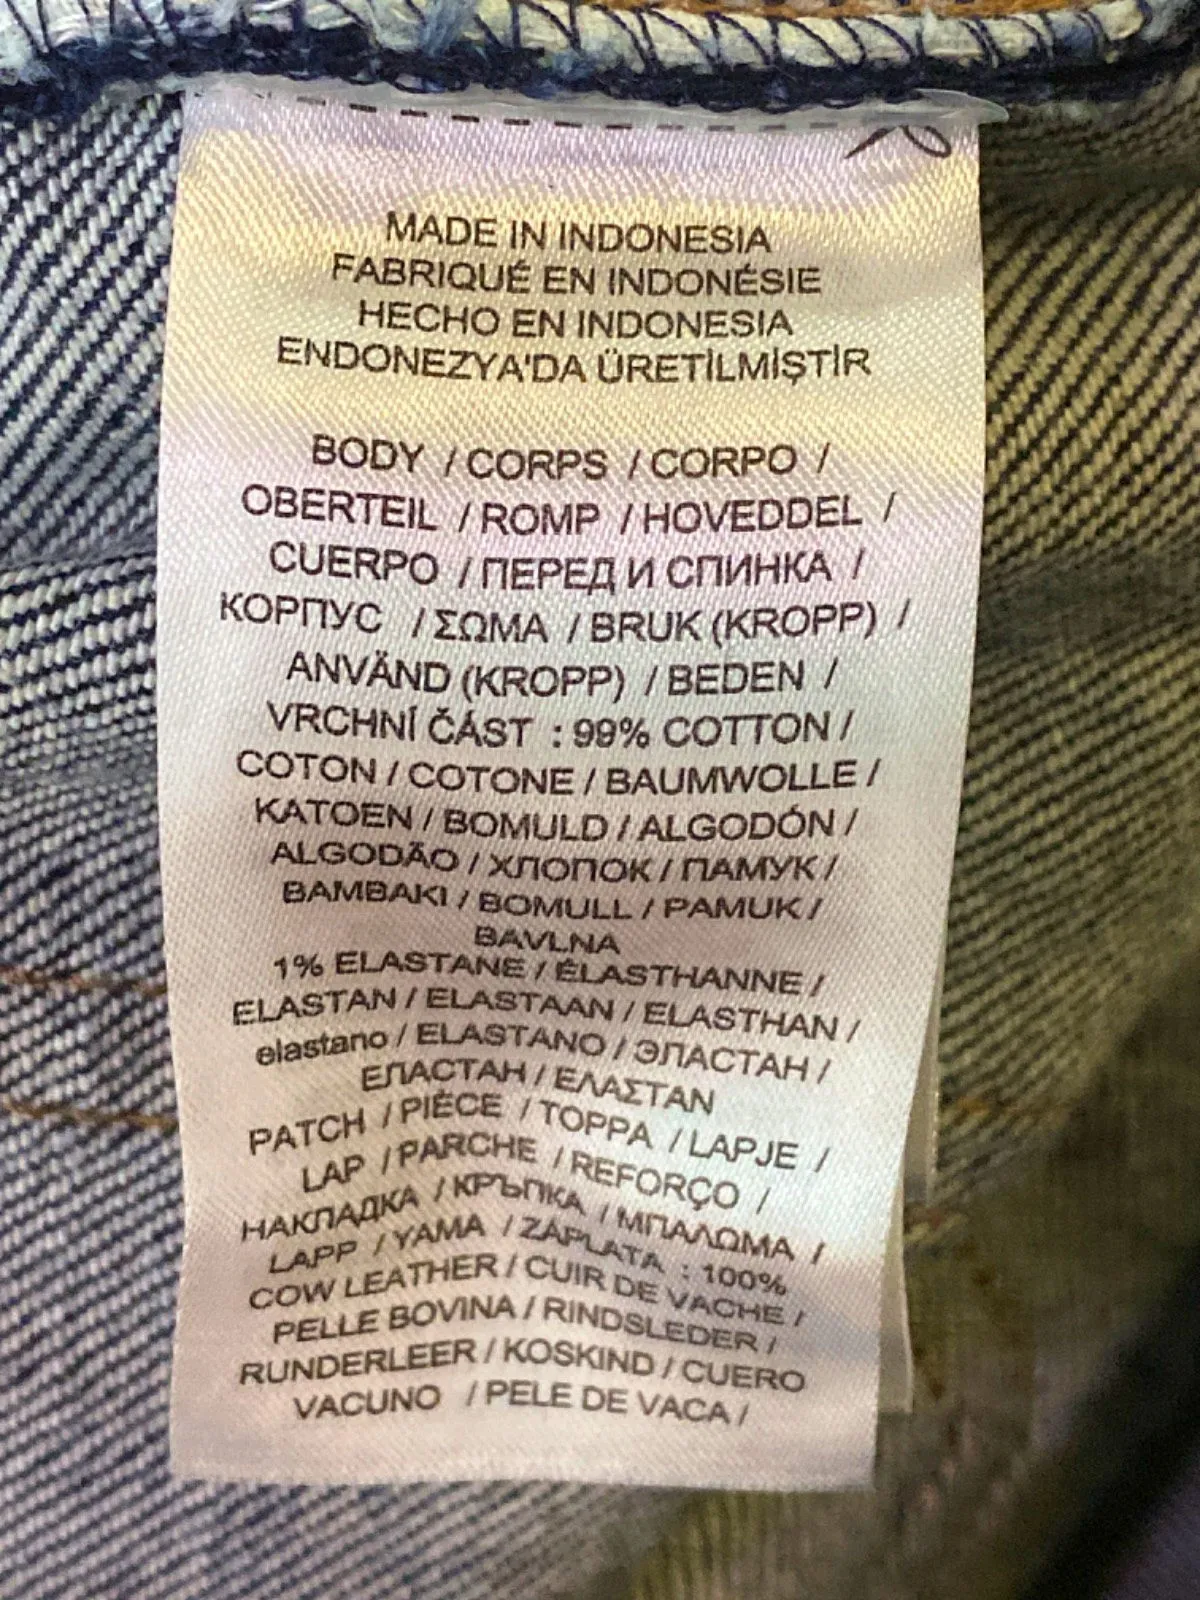 MADE IN INDONESIA
FABRIQUÉ EN INDONÉSIE
HECHO EN INDONESIA
ENDONEZYA'DA ÜRETİLMİŞTİR
BODY / CORPS / CORPO /
OBERTEIL / ROMP / HOVEDDEL /
CUERPO / ПЕРЕД И СПИНКА /
КОРПУС / ΣΩΜΑ / BRUK (KROPP) /
ANVÄND (KROPP) / BEDEN /
VRCHNÍ ČÁST : 99% COTTON /
COTON / COTONE / BAUMWOLLE /
KATOEN / BOMULD / ALGODÓN /
ALGODÃO / ХЛОПОК / ПАМУК /
BAMBAKI / BOMULL / PAMUK /
BAVLNA
1% ELASTANE / ÉLASTHANNE /
ELASTAN / ELASTAAN / ELASTHAN /
elastano / ELASTANO / ЭЛАСТАН /
ЕЛАСТАН / ΕΛΑΣΤΑΝ
PATCH / PIÈCE / TOPPA / LAPJE /
LAP / PARCHE / REFORÇO /
НАКЛАДКА / КРЪПКА / ΜΠΑΛΩΜΑ /
LAPP / YAMA / ZÁPLATA : 100%
COW LEATHER / CUIR DE VACHE /
PELLE BOVINA / RINDSLEDER /
RUNDERLEER / KOSKIND / CUERO
VACUNO / PELE DE VACA /